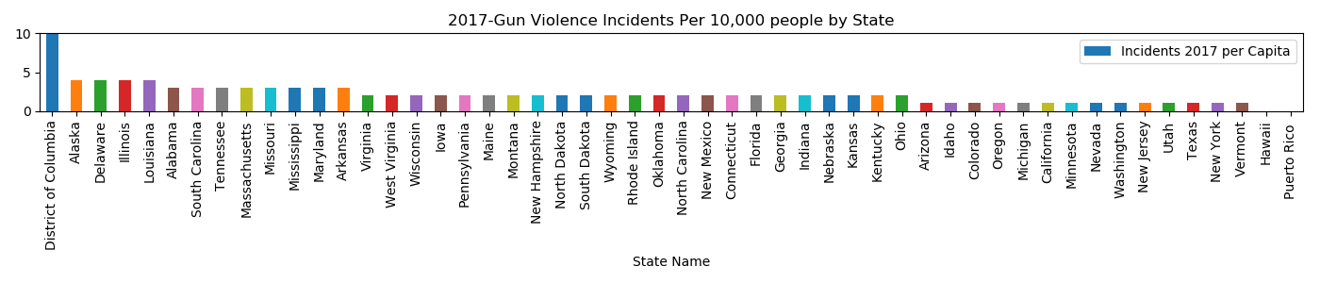 2017-Gun Violence Incidents Per 10,000 people by State
10
5
0
Incidents 2017 per Capita
District of Columbia
Alaska
Delaware
Illinois
Louisiana
Alabama
South Carolina
Tennessee
Massachusetts
Missouri
Mississippi
Maryland
Arkansas
Virginia
West Virginia
Wisconsin
Iowa
Pennsylvania
Maine
Montana
New Hampshire
North Dakota
South Dakota
Wyoming
Rhode Island
Oklahoma
North Carolina
New Mexico
Connecticut
Florida
Georgia
Indiana
Nebraska
Kansas
Kentucky
Ohio
Arizona
Idaho
Colorado
Oregon
Michigan
California
Minnesota
Nevada
Washington
New Jersey
Utah
Texas
New York
Vermont
Hawaii
Puerto Rico
State Name